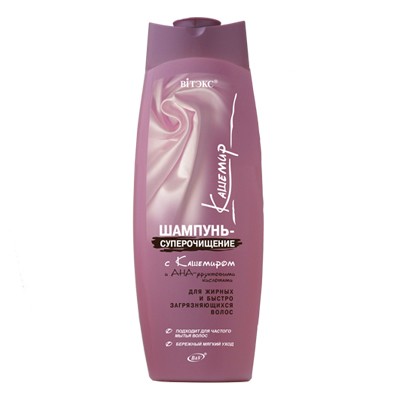 ВIТЭКС®
Кашемир
ШАМПУНЬ-
СУПЕРОЧИЩЕНИЕ
с Кашемиром
и АНА-фруктовыми
кислотами
ДЛЯ ЖИРНЫХ
И БЫСТРО
ЗАГРЯЗНЯЮЩИХСЯ
ВОЛОС
ПОДХОДИТ ДЛЯ ЧАСТОГО
МЫТЬЯ ВОЛОС
БЕРЕЖНЫЙ МЯГКИЙ УХОД
B&V